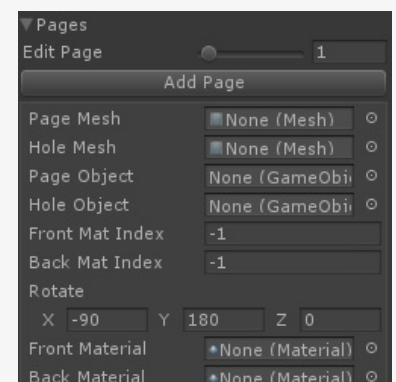 Pages
Edit Page 1
Add Page
Page Mesh None (Mesh)
Hole Mesh None (Mesh)
Page Object None (GameObj
Hole Object None (GameObj
Front Mat Index -1
Back Mat Index -1
Rotate
X -90 Y 180 Z 0
Front Material None (Material)
Back Material None (Material)